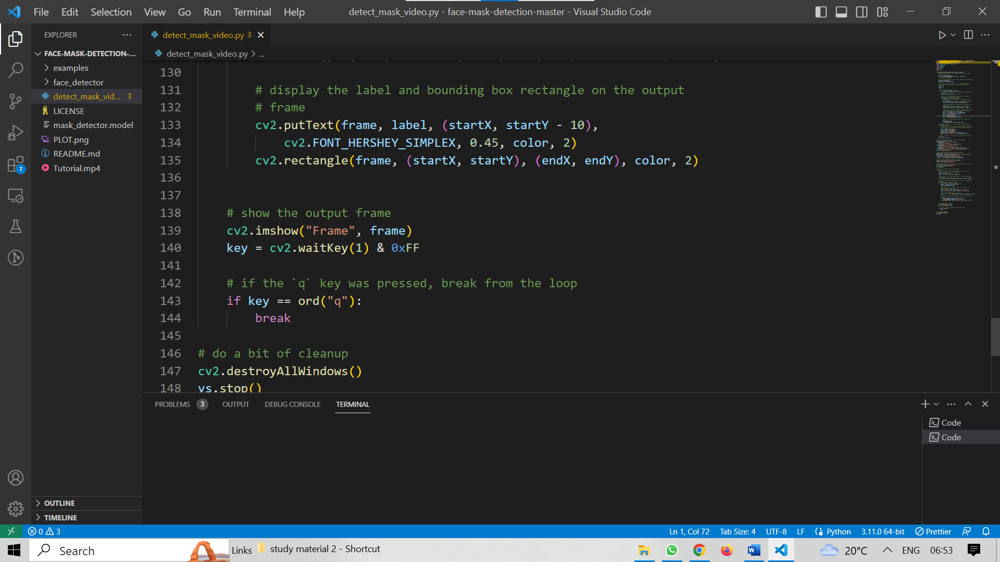 File Edit Selection View Go Run Terminal Help
detect_mask_video.py - face-mask-detection-master - Visual Studio Code
EXPLORER
FACE-MASK-DETECTION-...
examples
face_detector
detect_mask_vid... 3
LICENSE
mask_detector.model
PLOT.png
README.md
Tutorial.mp4
7
OUTLINE
TIMELINE
detect_mask_video.py 3
detect_mask_video.py > ...
130
131 # display the label and bounding box rectangle on the output
132 # frame
133 cv2.putText(frame, label, (startX, startY - 10),
134 cv2.FONT_HERSHEY_SIMPLEX, 0.45, color, 2)
135 cv2.rectangle(frame, (startX, startY), (endX, endY), color, 2)
136
137
138 # show the output frame
139 cv2.imshow("Frame", frame)
140 key = cv2.waitKey(1) & 0xFF
141
142 # if the `q` key was pressed, break from the loop
143 if key == ord("q"):
144 break
145
146 # do a bit of cleanup
147 cv2.destroyAllWindows()
148 vs.stop()
PROBLEMS 3 OUTPUT DEBUG CONSOLE TERMINAL
Code
Code
0 3
Ln 1, Col 72 Tab Size: 4 UTF-8 LF Python 3.11.0 64-bit Prettier
Search
Links study material 2 - Shortcut
20°C ENG 06:53